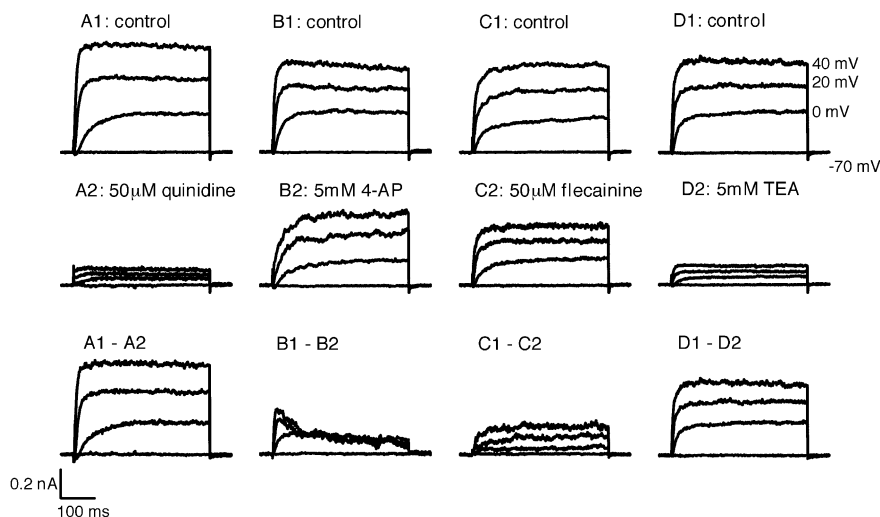 A1: control
B1: control
C1: control
D1: control
40 mV
20 mV
0 mV
-70 mV
A2: 50μM quinidine
B2: 5mM 4-AP
C2: 50μM flecainine
D2: 5mM TEA
A1 - A2
B1 - B2
C1 - C2
D1 - D2
0.2 nA
100 ms